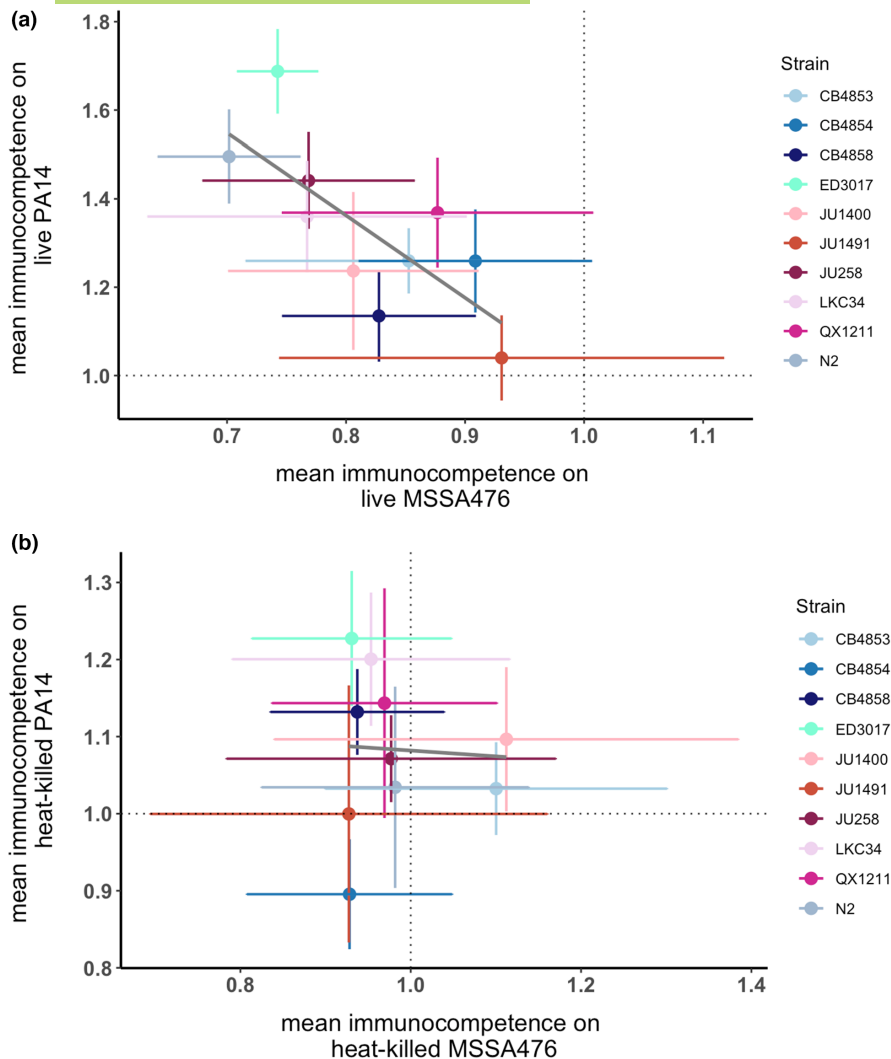 (a)
mean immunocompetence on
live PA14
1.8
1.6
1.4
1.2
1.0
0.7 0.8 0.9 1.0 1.1
mean immunocompetence on
live MSSA476
Strain
CB4853
CB4854
CB4858
ED3017
JU1400
JU1491
JU258
LKC34
QX1211
N2
(b)
mean immunocompetence on
heat-killed PA14
1.3
1.2
1.1
1.0
0.9
0.8
0.8 1.0 1.2 1.4
mean immunocompetence on
heat-killed MSSA476
Strain
CB4853
CB4854
CB4858
ED3017
JU1400
JU1491
JU258
LKC34
QX1211
N2